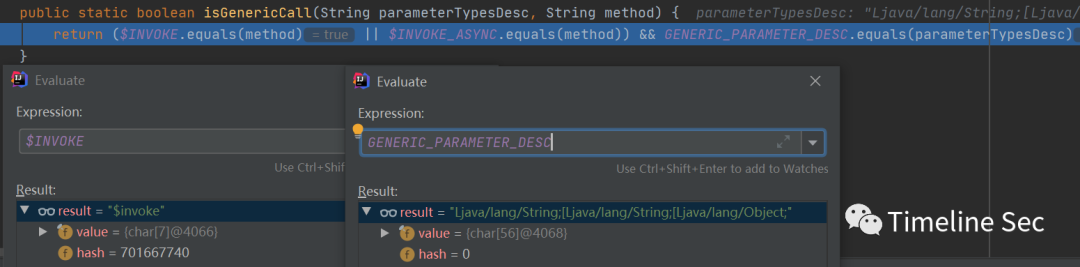 public static boolean isGenericCall(String parameterTypesDesc, String method) { parameterTypesDesc: "Ljava/lang/String;[Ljava/
return ($INVOKE.equals(method) = true || $INVOKE_ASYNC.equals(method)) && GENERIC_PARAMETER_DESC.equals(parameterTypesDesc)
}
Evaluate
Expression:
$INVOKE
Use Ctrl+Shif
Result:
result = "$invoke"
value = {char[7]@4066}
hash = 701667740
Evaluate
Expression:
GENERIC_PARAMETER_DESC
Use Ctrl+Shift+Enter to add to Watches
Result:
result = "Ljava/lang/String;[Ljava/lang/String;[Ljava/lang/Object;"
value = {char[56]@4068}
hash = 0
Timeline Sec